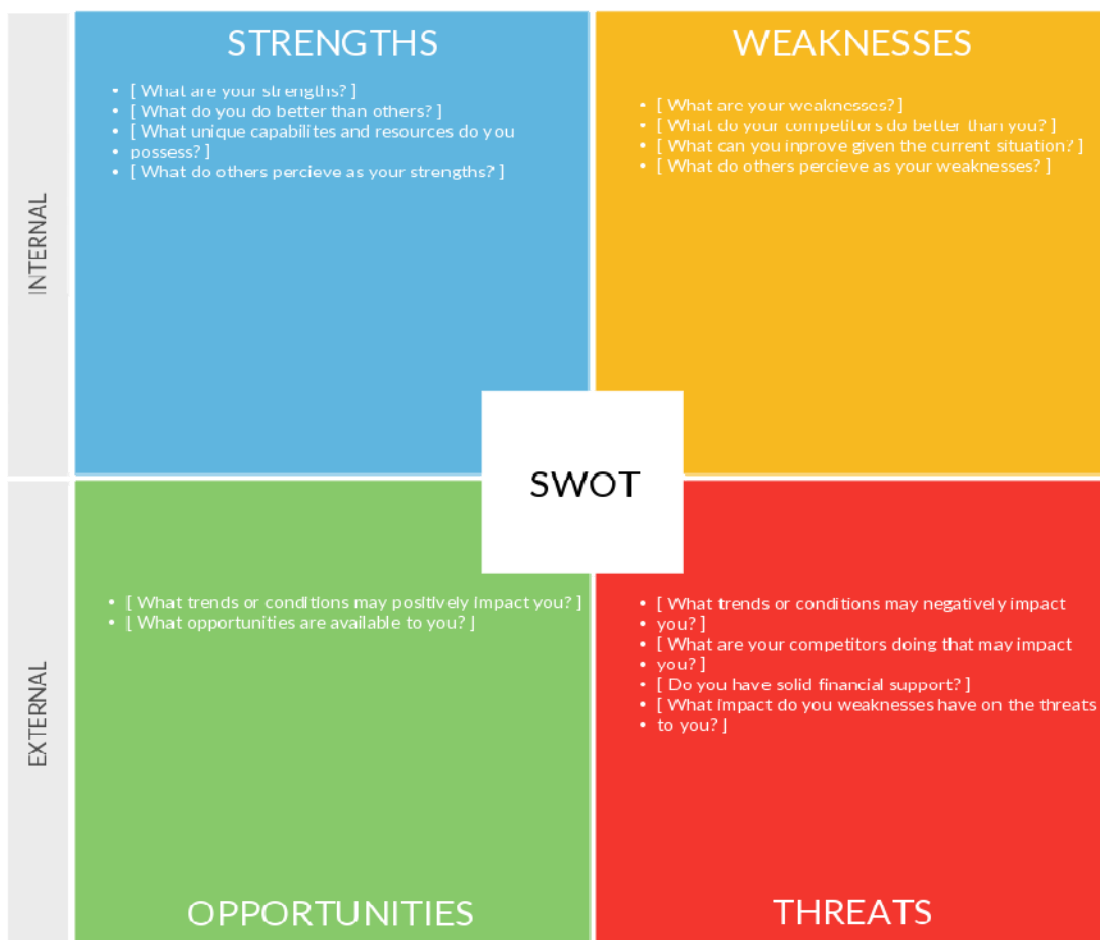 STRENGTHS
• [ What are your strengths? ]
• [ What do you do better than others? ]
• [ What unique capabilites and resources do you
• possess? ]
• [ What do others percieve as your strengths? ]
WEAKNESSES
• [ What are your weaknesses? ]
• [ What do your competitors do better than you? ]
• [ What can you inprove given the current situation? ]
• [ What do others percieve as your weaknesses? ]
INTERNAL
SWOT
EXTERNAL
• [ What trends or conditions may positively impact you? ]
• [ What opportunities are available to you? ]
OPPORTUNITIES
• [ What trends or conditions may negatively impact
• you? ]
• [ What are your competitors doing that may impact
• you? ]
• [ Do you have solid financial support? ]
• [ What impact do you weaknesses have on the threats
• to you? ]
THREATS